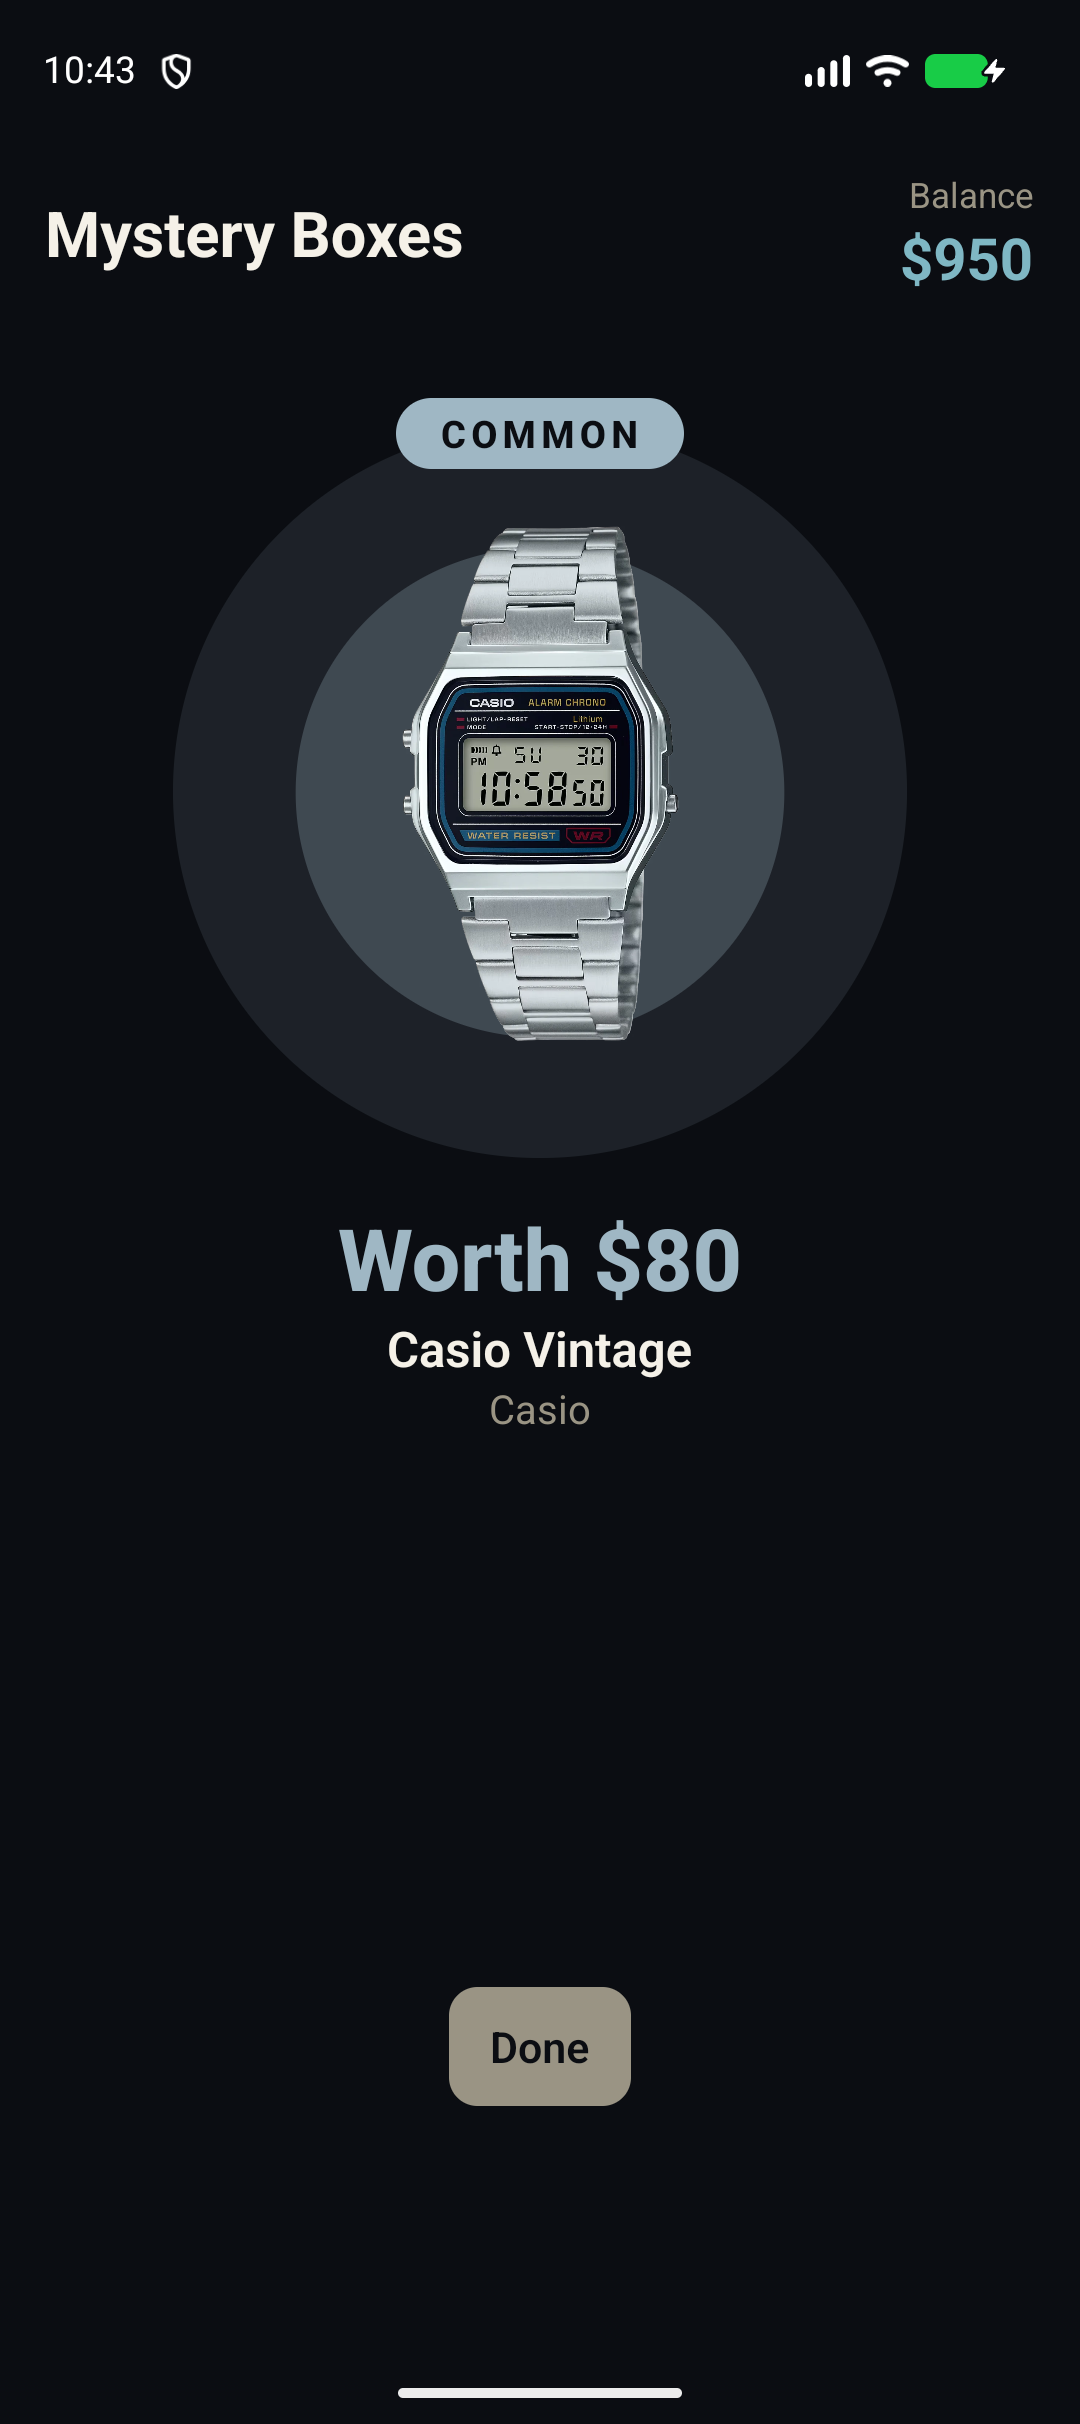 10:43
Balance
Mystery Boxes
$950
COMMON
CASIO ALARM CHRONO
LIGHT/LAP-RESET Lithium
MODE START-STOP/12·24H
SU 30
PM
10:58 50
WATER RESIST WR
Worth $80
Casio Vintage
Casio
Done